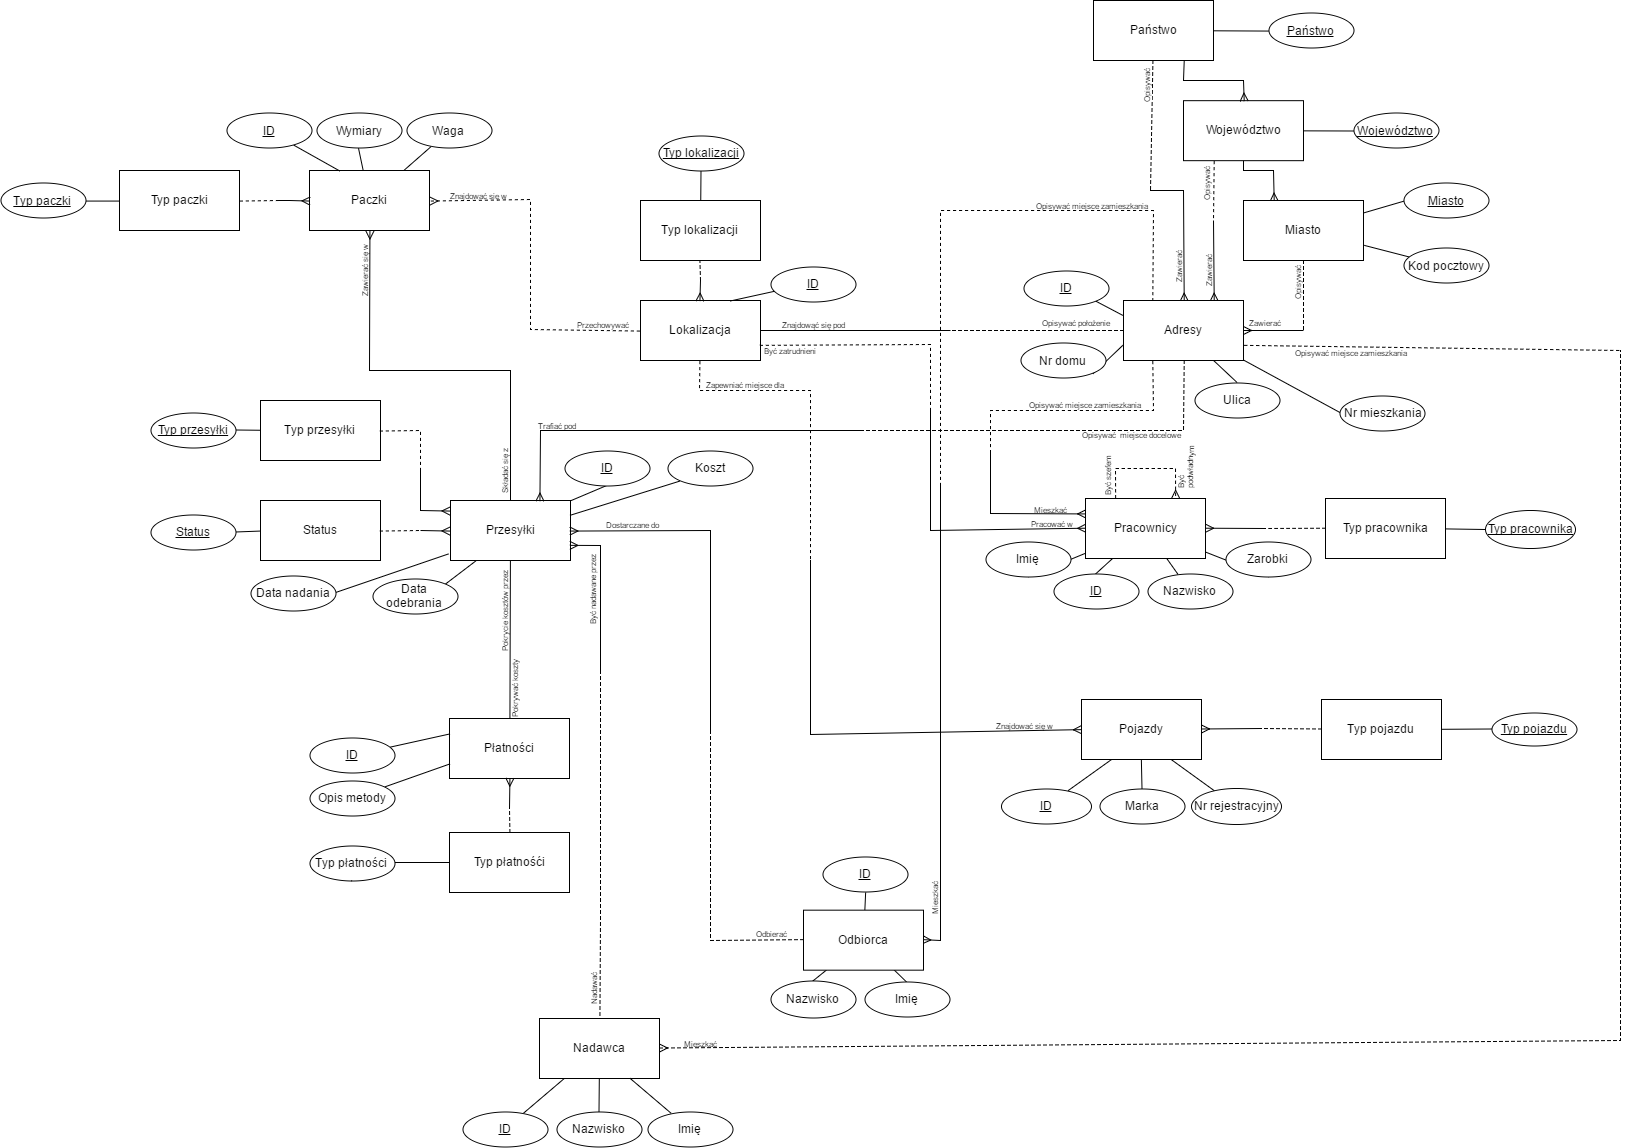 Państwo
Państwo
Opisywać
Województwo
Województwo
ID
Wymiary
Waga
Typ lokalizacji
Opisywać
Opisywać
Typ paczki
Typ paczki
Paczki
Znajdować się w
Opisywać miejsce zamieszkania
Miasto
Miasto
Typ lokalizacji
Kod pocztowy
Zawierać się w
Zawierać
Zawierać
Opisywać
ID
ID
Przechowywać
Lokalizacja
Znajdowąć się pod
Opisywać położenie
Adresy
Zawierać
Być zatrudnieni
Opisywać miejsce zamieszkania
Nr domu
Zapewniać miejsce dla
Ulica
Opisywać miejsce zamieszkania
Nr mieszkania
Typ przesyłki
Typ przesyłki
Trafiać pod
Opisywać miejsce docelowe
Składać się z
ID
Koszt
Być szefem
Być
podwładnym
Status
Status
Przesyłki
Dostarczane do
Mieszkać
Pracować w
Pracownicy
Typ pracownika
Typ pracownika
Imię
Zarobki
Data nadania
Data
odebrania
Być nadawane przez
ID
Nazwisko
Pokrycie kosztów przez
Pokrywać koszty
Płatności
ID
Opis metody
Znajdować się w
Pojazdy
Typ pojazdu
Typ pojazdu
ID
Marka
Nr rejestracyjny
Typ płatności
Typ płatnośći
ID
Mieszkać
Odbierać
Odbiorca
Nazwisko
Imię
Nadawać
Nadawca
Mieszkać
ID
Nazwisko
Imię